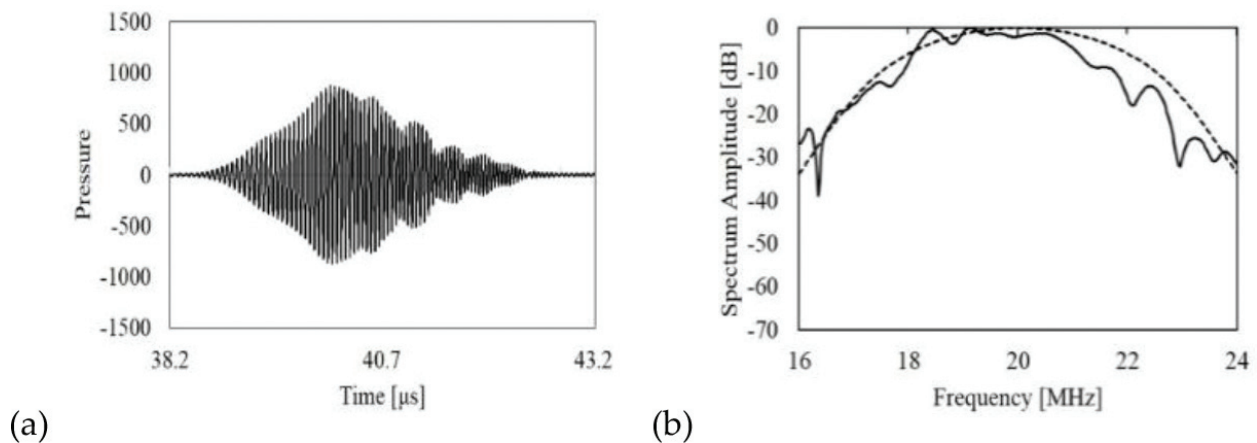 1500
1000
500
0
-500
-1000
-1500
Pressure
38.2 40.7 43.2
Time [μs]
(a)
0
-10
-20
-30
-40
-50
-60
-70
Spectrum Amplitude [dB]
16 18 20 22 24
Frequency [MHz]
(b)